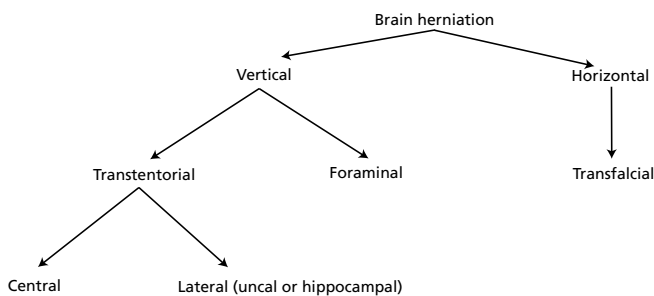 Brain herniation
Vertical
Horizontal
Transtentorial
Foraminal
Transfalcial
Central
Lateral (uncal or hippocampal)